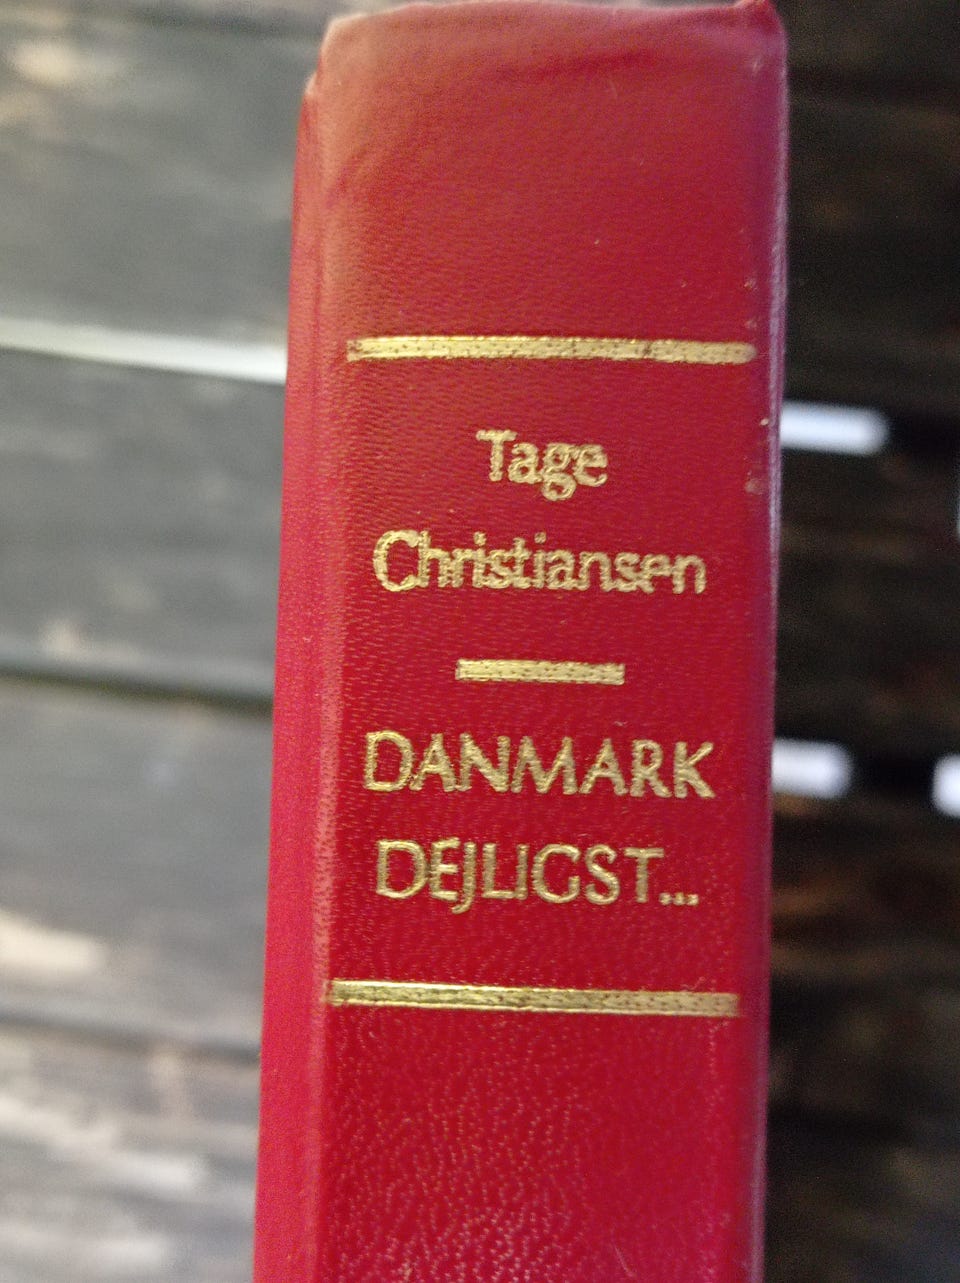 Tage
Christiansen
DANMARK
DEJLIGST...